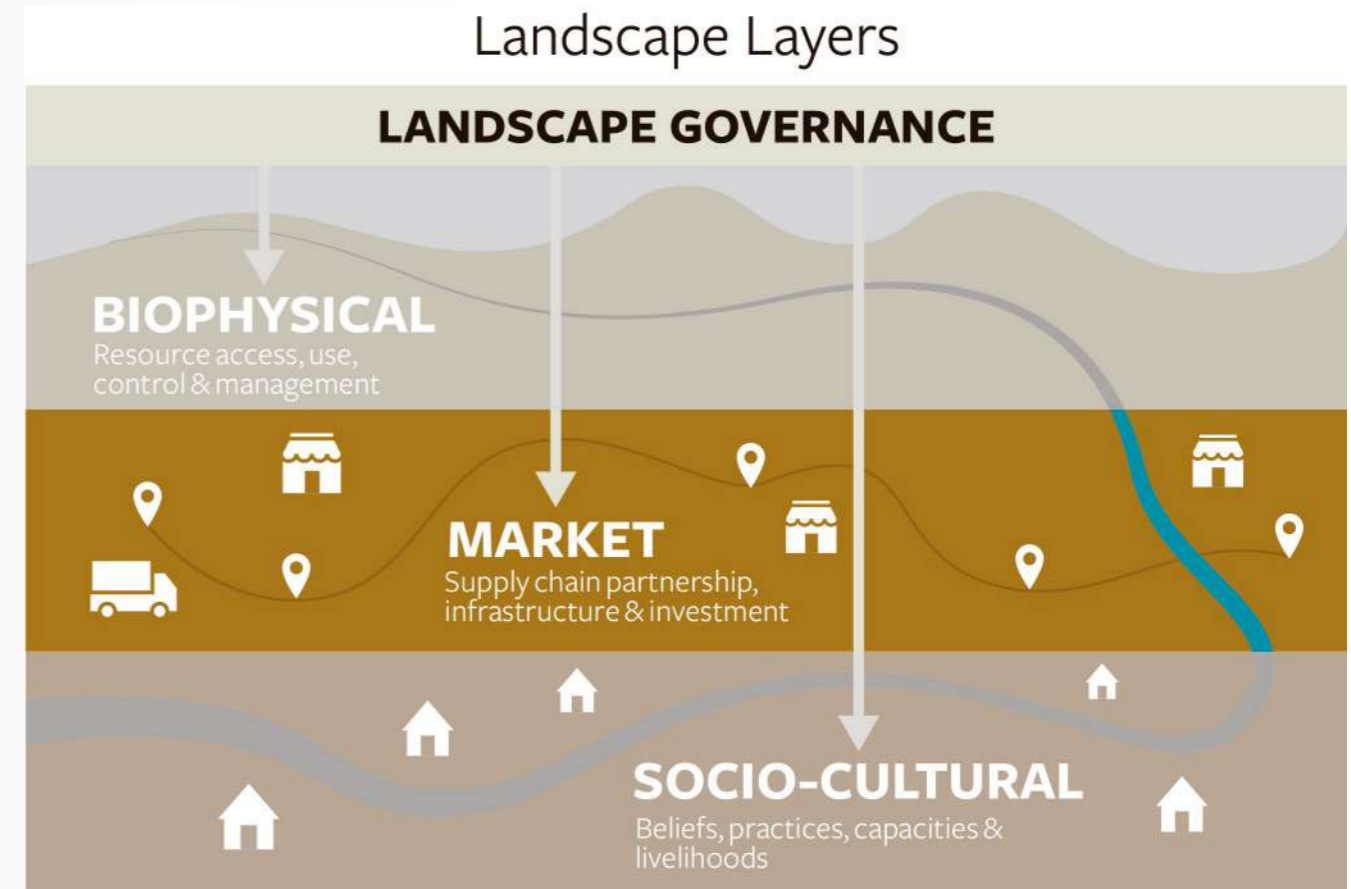 Landscape Layers
LANDSCAPE GOVERNANCE
BIOPHYSICAL
Resource access, use,
control & management
MARKET
Supply chain partnership,
infrastructure & investment
SOCIO-CULTURAL
Beliefs, practices, capacities &
livelihoods